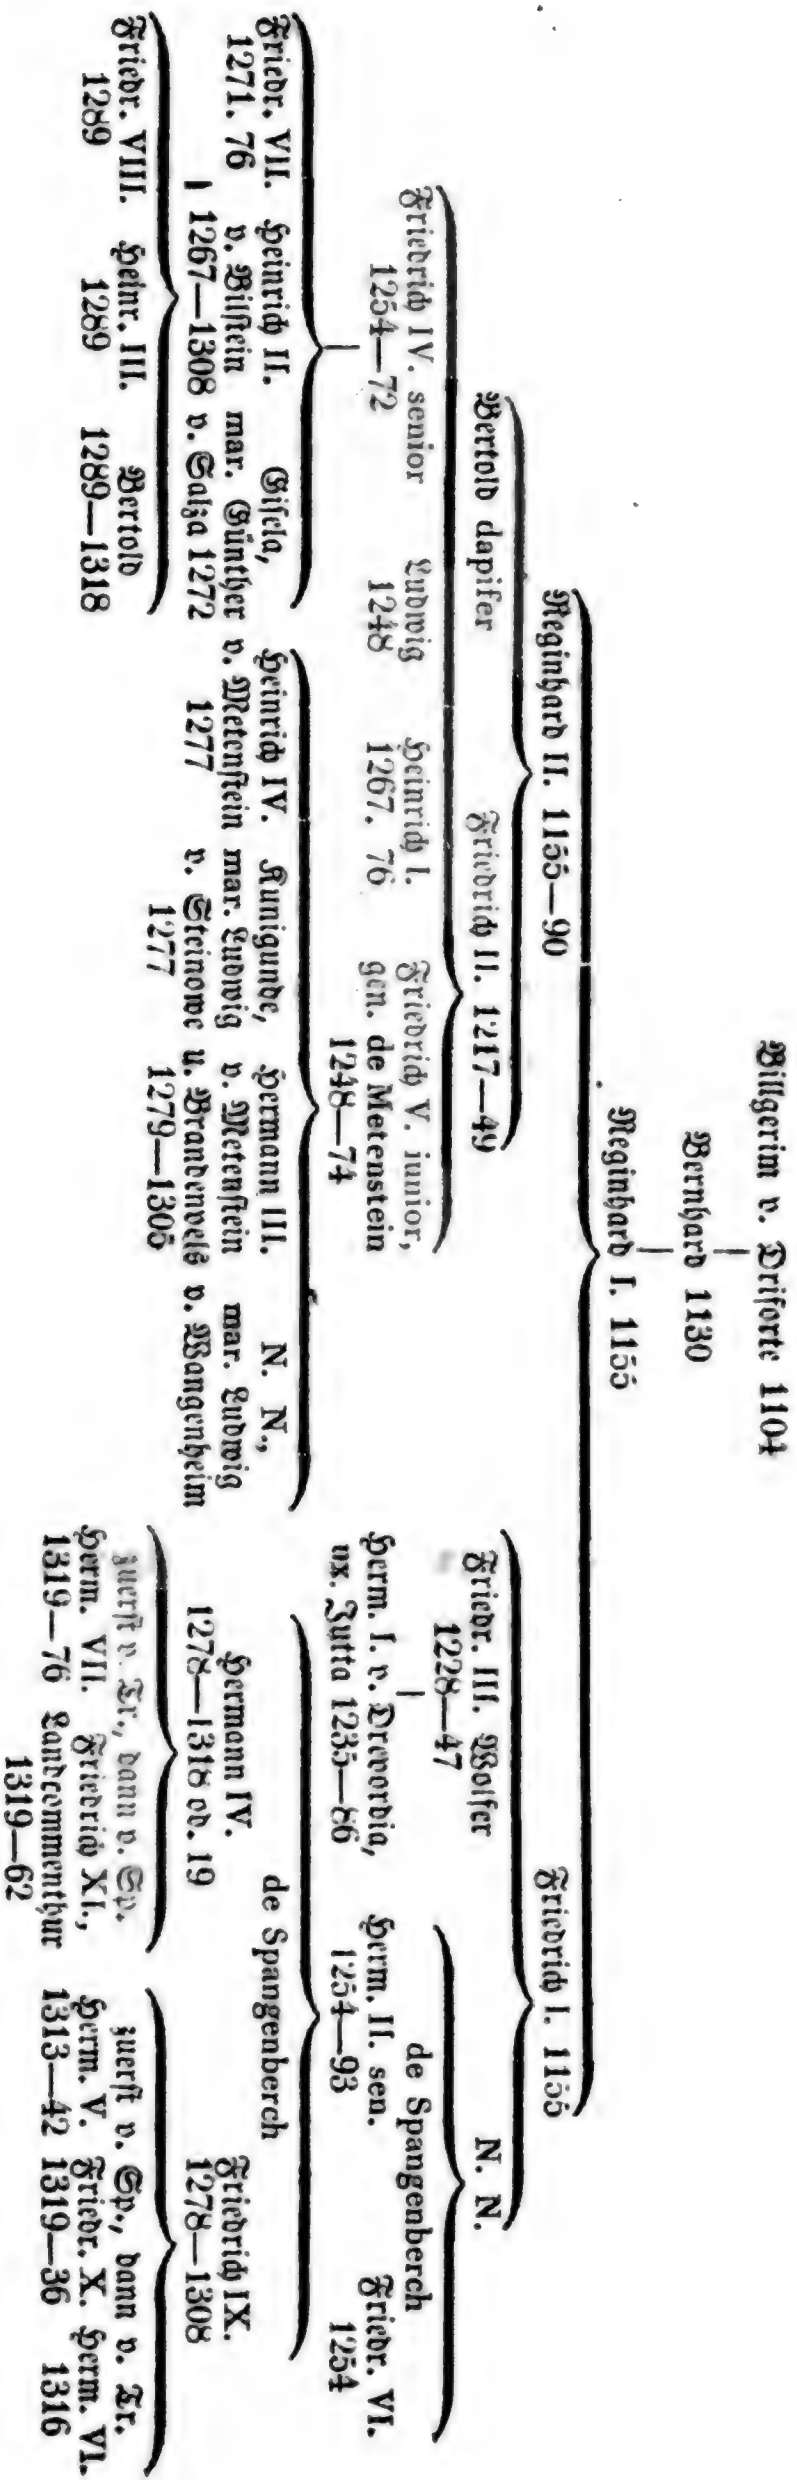 Billgerim v. Driforte 1104
Bernhard 1130
Reginhard I. 1155
Reginhard II. 1155—90
Friedrich I. 1155
Bertold dapifer
Friedrich II. 1217—49
Friedr. III. Wolfer
1228—47
N. N.
de Spangenberch
Friedrich IV. senior
1254—72
Ludwig
1248
Heinrich I.
1267. 76
Friedrich V. iunior,
gen. de Metenstein
1248—74
Herm. I. v. Drevordia,
ux. Jutta 1235—86
Herm. II. sen.
1254—93
Friedr. VI.
1254
de Spangenberch
Friedr. VII.
1271. 76
Heinrich II.
v. Bilstein
1267—1308
Gisela,
mar. Günther
v. Salza 1272
Heinrich IV.
v. Metenstein
1277
Kunigunde,
mar. Ludwig
v. Steinowe
1277
Hermann III.
v. Metenstein
u. Brandenvels
1279—1305
N. N.,
mar. Ludwig
v. Wangenheim
Hermann IV.
1278—1318 ob. 19
Friedrich IX.
1278—1308
Friedr. VIII.
1289
Heinr. III.
1289
Bertold
1289—1318
zuerst v. Tr., dann v. Sp.
Herm. VII.
1319—76
Friedrich XI.,
Landcommenthur
1319—62
zuerst v. Sp., dann v. Tr.
Herm. V.
1313—42
Friedr. X.
1319—36
Herm. VI.
1316